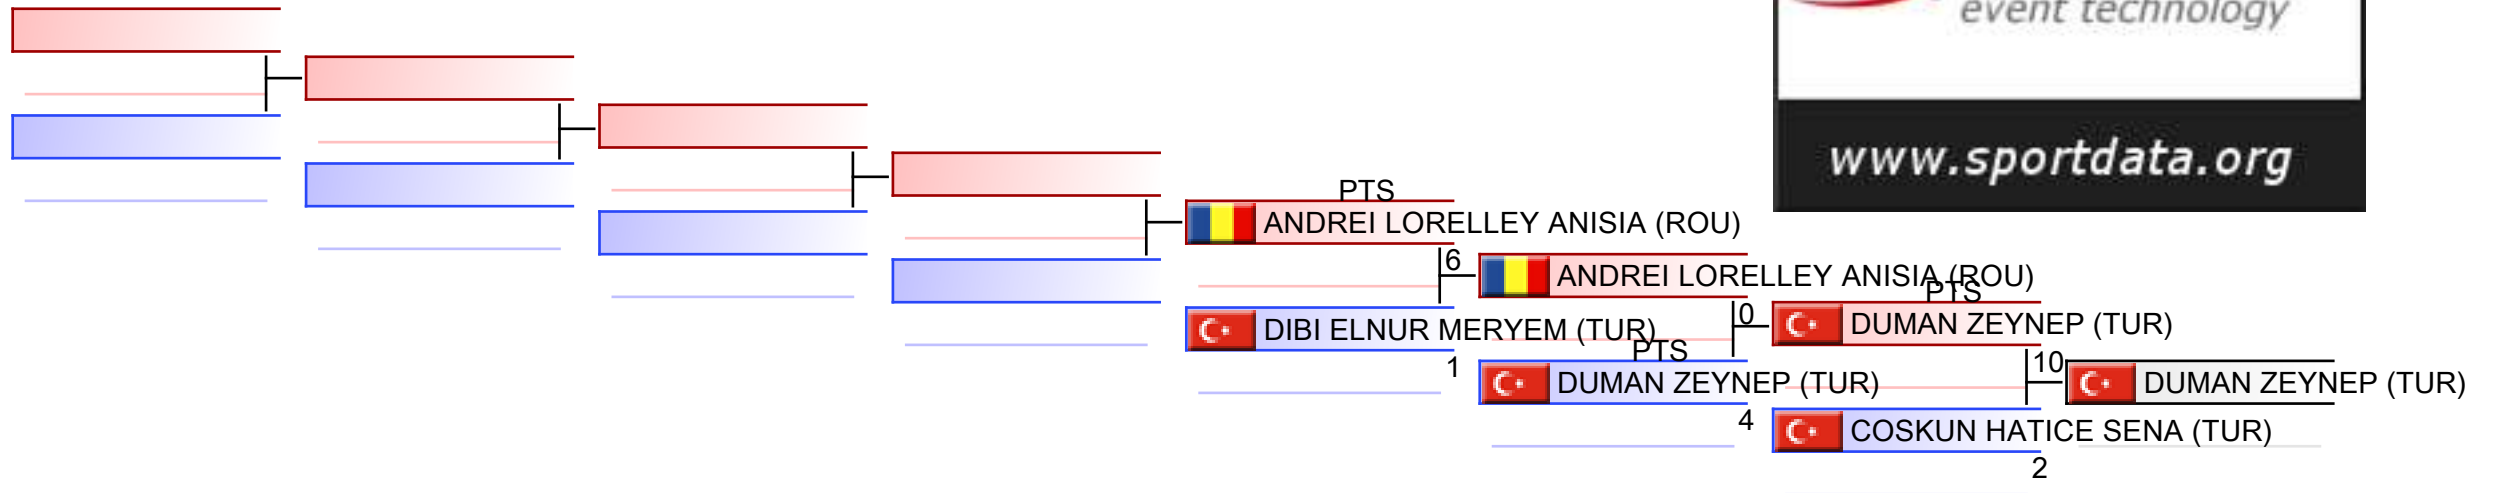 event technology
www.sportdata.org
PTS
ANDREI LORELLEY ANISIA (ROU)
6
ANDREI LORELLEY ANISIA (ROU)
PTS
0
DUMAN ZEYNEP (TUR)
DIBI ELNUR MERYEM (TUR)
PTS
1
10
DUMAN ZEYNEP (TUR)
DUMAN ZEYNEP (TUR)
4
COSKUN HATICE SENA (TUR)
2